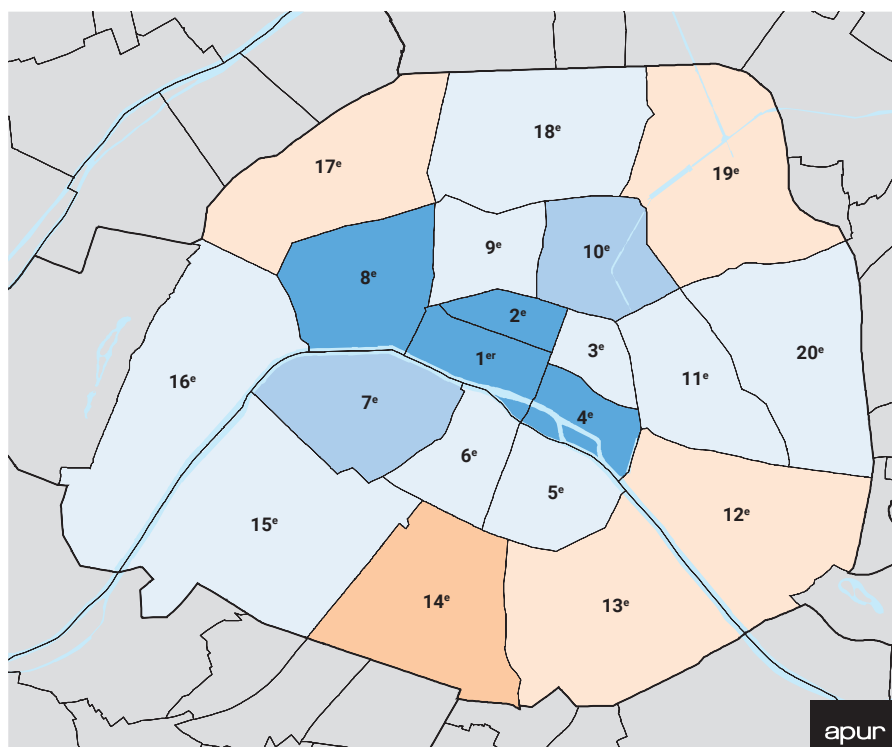 18ᵉ
17ᵉ
19ᵉ
9ᵉ
10ᵉ
8ᵉ
2ᵉ
1ᵉʳ
3ᵉ
20ᵉ
16ᵉ
11ᵉ
7ᵉ
4ᵉ
6ᵉ
5ᵉ
15ᵉ
12ᵉ
14ᵉ
13ᵉ
apur